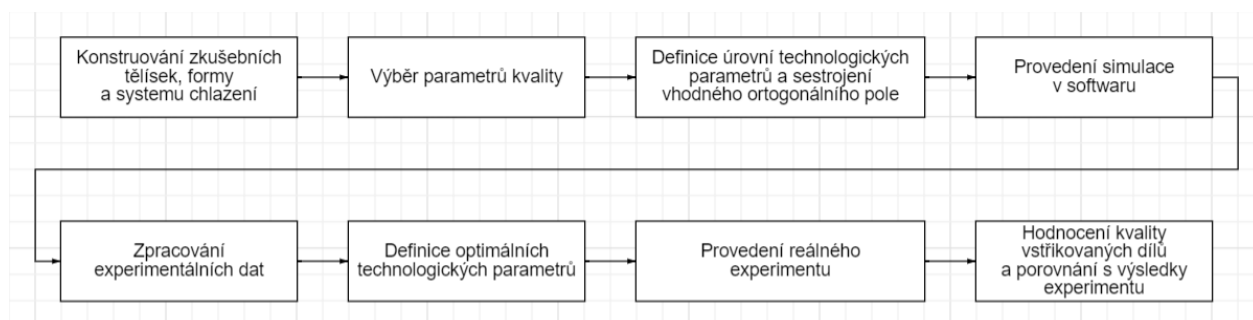 Konstruování zkušebních
tělísek, formy
a systemu chlazení
Výběr parametrů kvality
Definice úrovní technologických
parametrů a sestrojení
vhodného ortogonálního pole
Provedení simulace
v softwaru
Zpracování
experimentálních dat
Definice optimálních
technologických parametrů
Provedení reálného
experimentu
Hodnocení kvality
vstřikovaných dílů
a porovnání s výsledky
experimentu